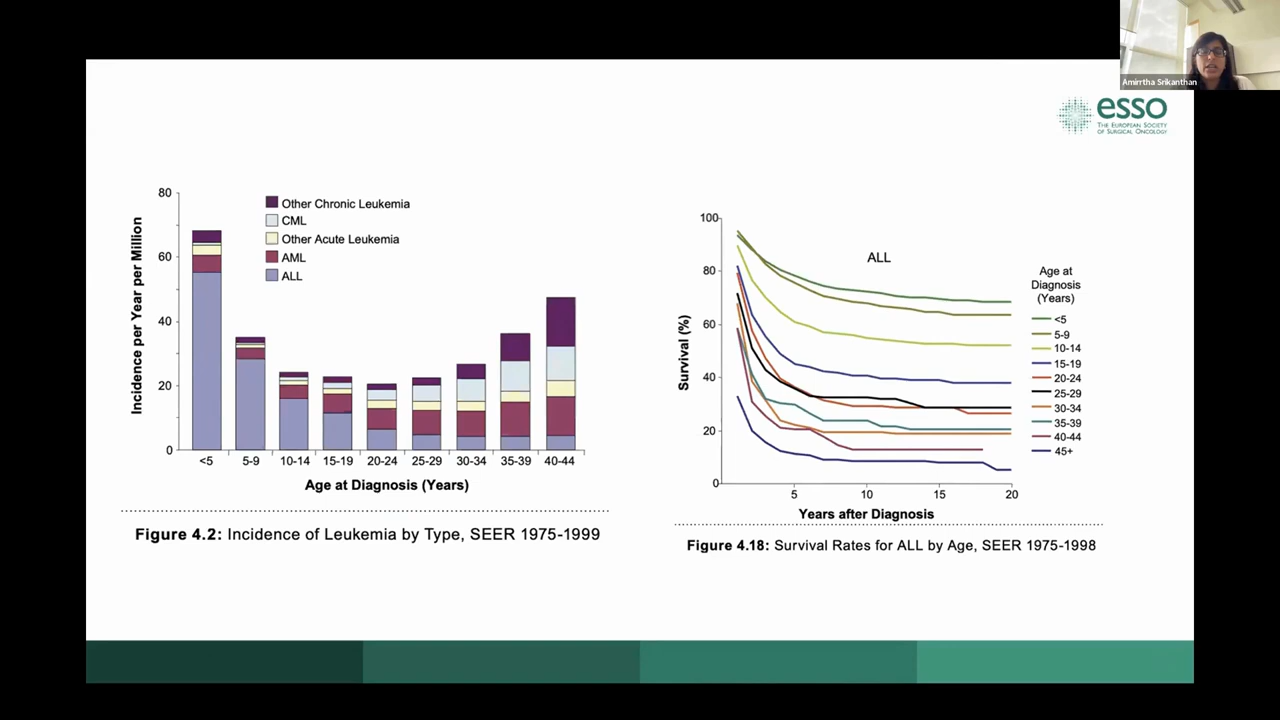 Amirrtha Srikanthan
esso
The European Society
of Surgical Oncology
80
60
40
20
0
Incidence per Year per Million
Other Chronic Leukemia
CML
Other Acute Leukemia
AML
ALL
<5 5-9 10-14 15-19 20-24 25-29 30-34 35-39 40-44
Age at Diagnosis (Years)
Figure 4.2: Incidence of Leukemia by Type, SEER 1975-1999
100
80
60
40
20
0
Survival (%)
ALL
5 10 15 20
Years after Diagnosis
Age at
Diagnosis
(Years)
<5
5-9
10-14
15-19
20-24
25-29
30-34
35-39
40-44
45+
Figure 4.18: Survival Rates for ALL by Age, SEER 1975-1998